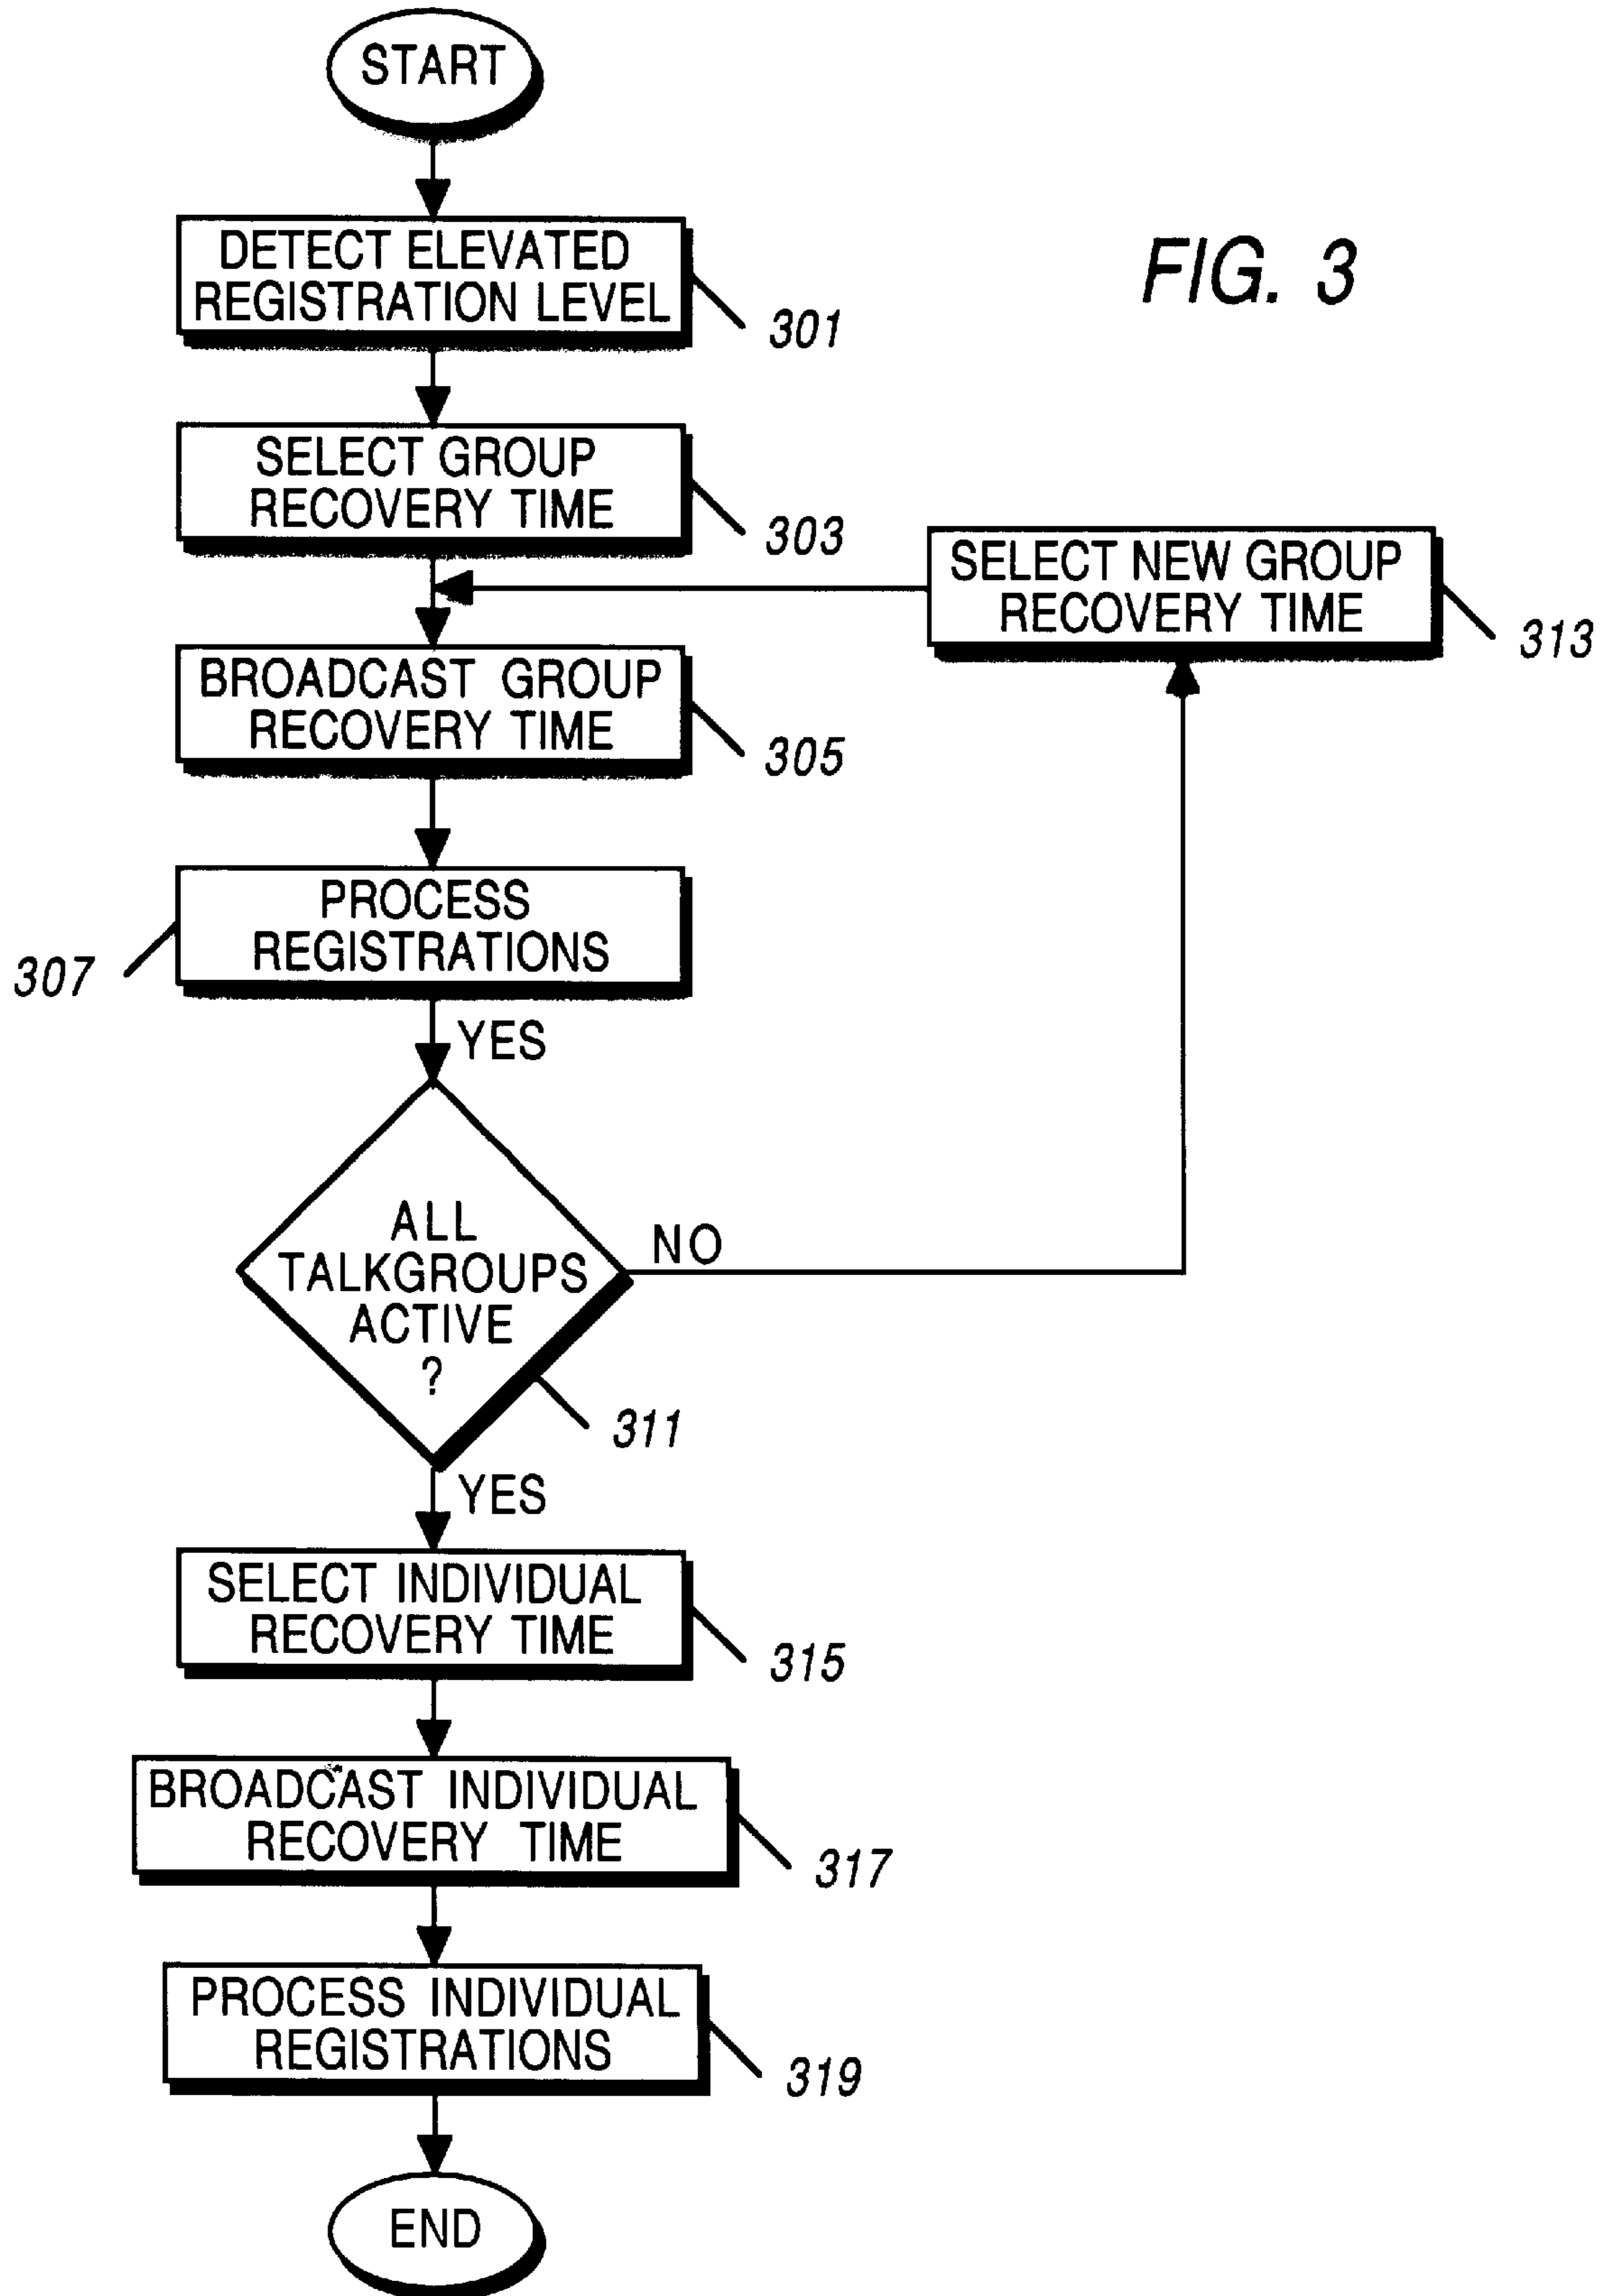 START
DETECT ELEVATED
REGISTRATION LEVEL
301
FIG. 3
SELECT GROUP
RECOVERY TIME
303
SELECT NEW GROUP
RECOVERY TIME
313
BROADCAST GROUP
RECOVERY TIME
305
PROCESS
REGISTRATIONS
307
YES
ALL
TALKGROUPS
ACTIVE
?
NO
311
YES
SELECT INDIVIDUAL
RECOVERY TIME
315
BROADCAST INDIVIDUAL
RECOVERY TIME
317
PROCESS INDIVIDUAL
REGISTRATIONS
319
END